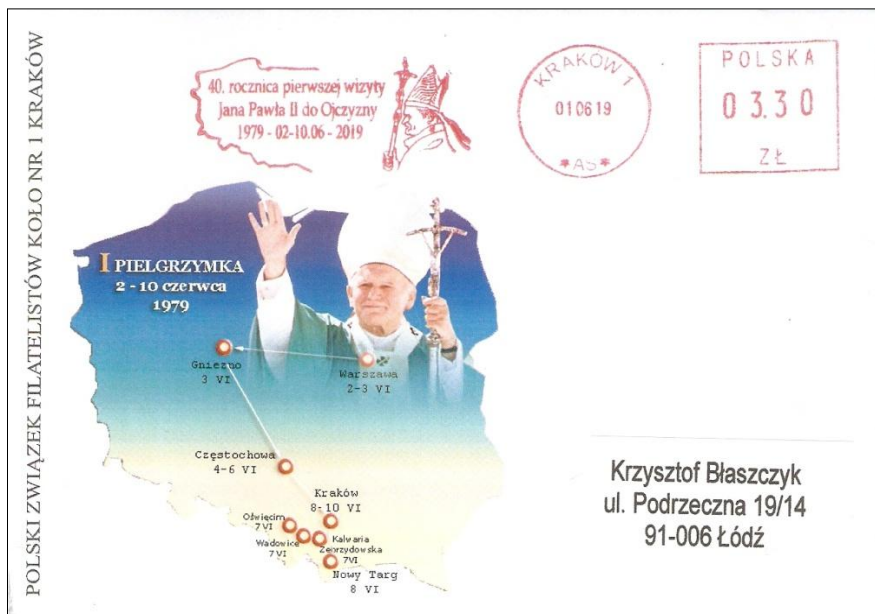 POLSKI ZWIĄZEK FILATELISTÓW KOŁO NR 1 KRAKÓW
40. rocznica pierwszej wizyty
Jana Pawła II do Ojczyzny
1979 - 02-10.06 - 2019
KRAKÓW 1
01 06 19
*AS*
POLSKA
03.30
ZŁ
I PIELGRZYMKA
2 - 10 czerwca
1979
Gniezno
3 VI
Warszawa
2-3 VI
Częstochowa
4-6 VI
Kraków
8-10 VI
Oświęcim
7 VI
Wadowice
7 VI
Kalwaria
Zebrzydowska
7VI
Nowy Targ
8 VI
Krzysztof Błaszczyk
ul. Podrzeczna 19/14
91-006 Łódź